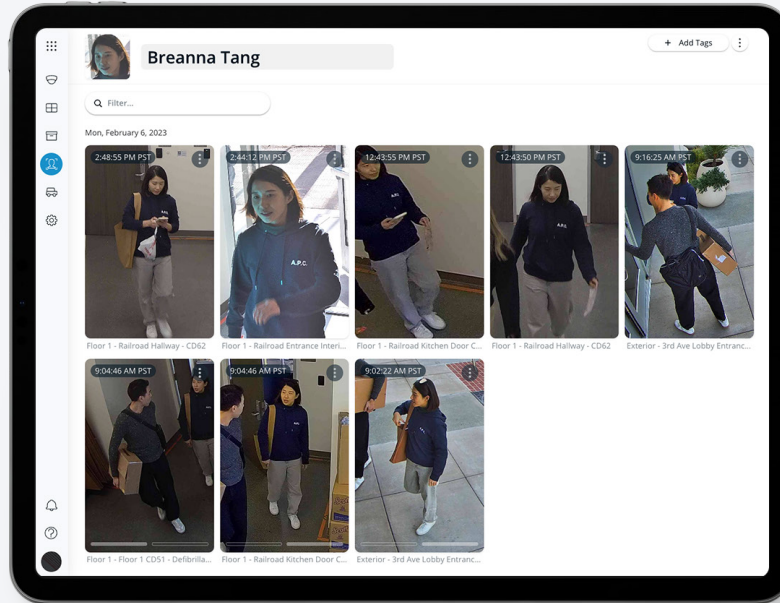 Breanna Tang
+ Add Tags
Filter...
Mon, February 6, 2023
2:48:55 PM PST
2:44:12 PM PST
12:43:55 PM PST
12:43:50 PM PST
9:16:25 AM PST
A.P.C.
A.P.C.
A.P.C.
Floor 1 - Railroad Hallway - CD62
Floor 1 - Railroad Entrance Interi...
Floor 1 - Railroad Kitchen Door C...
Floor 1 - Railroad Hallway - CD62
Exterior - 3rd Ave Lobby Entranc...
9:04:46 AM PST
9:04:46 AM PST
9:02:22 AM PST
Floor 1 - Floor 1 CD51 - Defibrilla...
Floor 1 - Railroad Kitchen Door C...
Exterior - 3rd Ave Lobby Entranc...